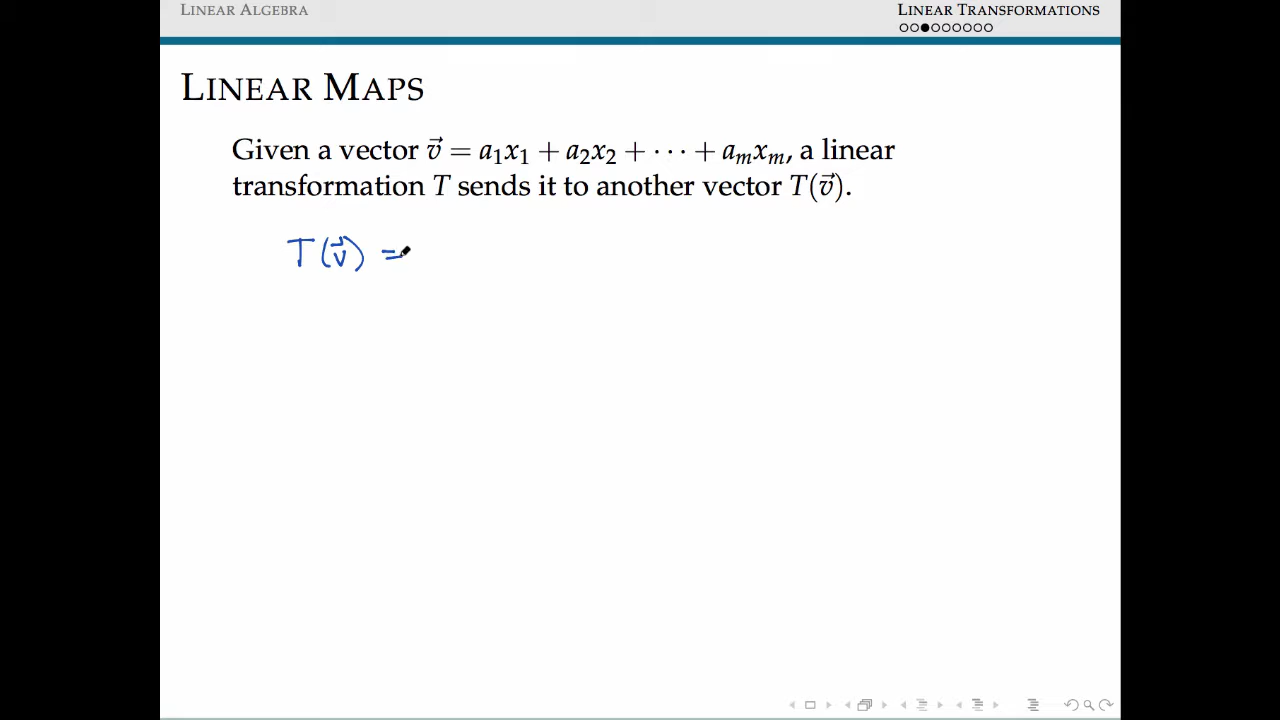 LINEAR ALGEBRA
LINEAR TRANSFORMATIONS
LINEAR MAPS
Given a vector v⃗ = a₁x₁ + a₂x₂ + ⋯ + aₘxₘ, a linear
transformation T sends it to another vector T(v⃗).
T(v⃗) =